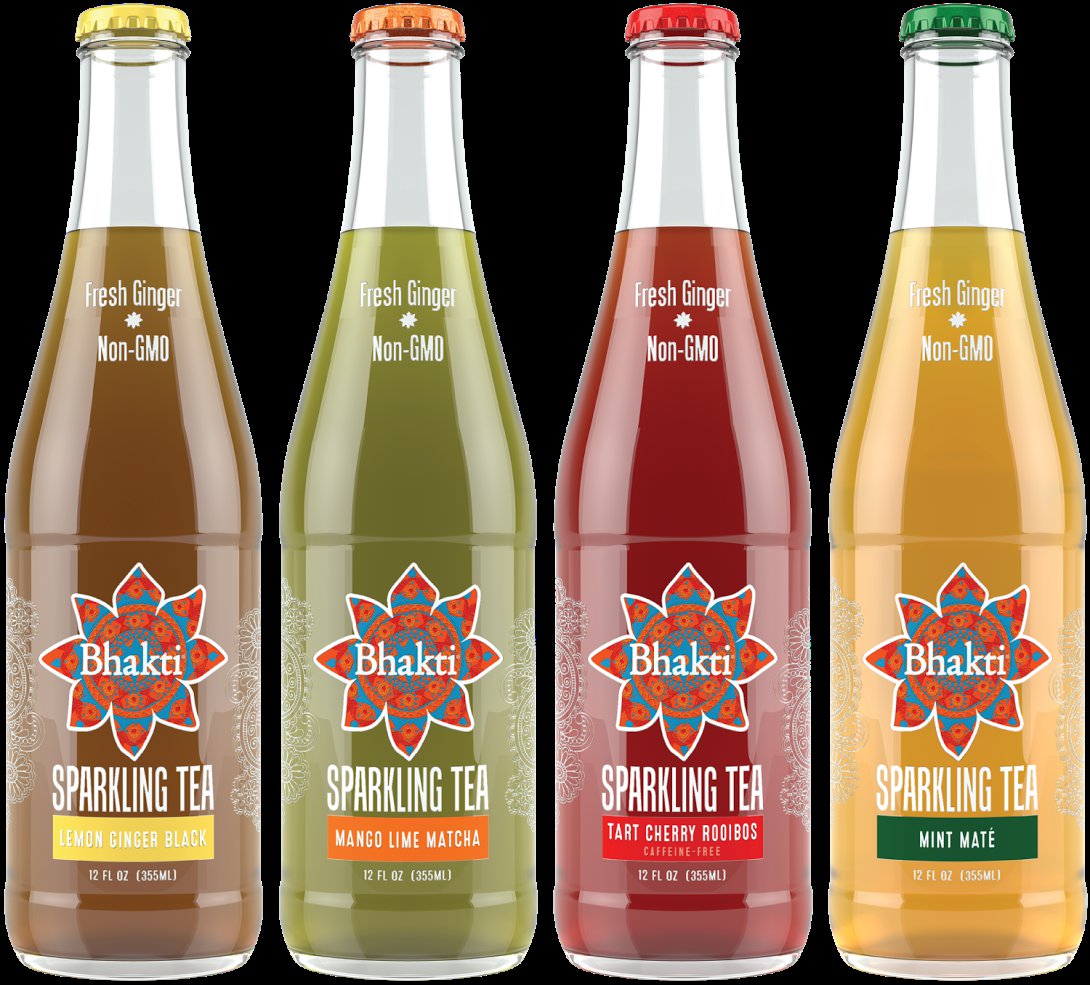 Fresh Ginger
Non-GMO
Bhakti
SPARKLING TEA
LEMON GINGER BLACK
12 FL OZ (355ML)
Fresh Ginger
Non-GMO
Bhakti
SPARKLING TEA
MANGO LIME MATCHA
12 FL OZ (355ML)
Fresh Ginger
Non-GMO
Bhakti
SPARKLING TEA
TART CHERRY ROOIBOS
CAFFEINE-FREE
12 FL OZ (355ML)
Fresh Ginger
Non-GMO
Bhakti
SPARKLING TEA
MINT MATÉ
12 FL OZ (355ML)